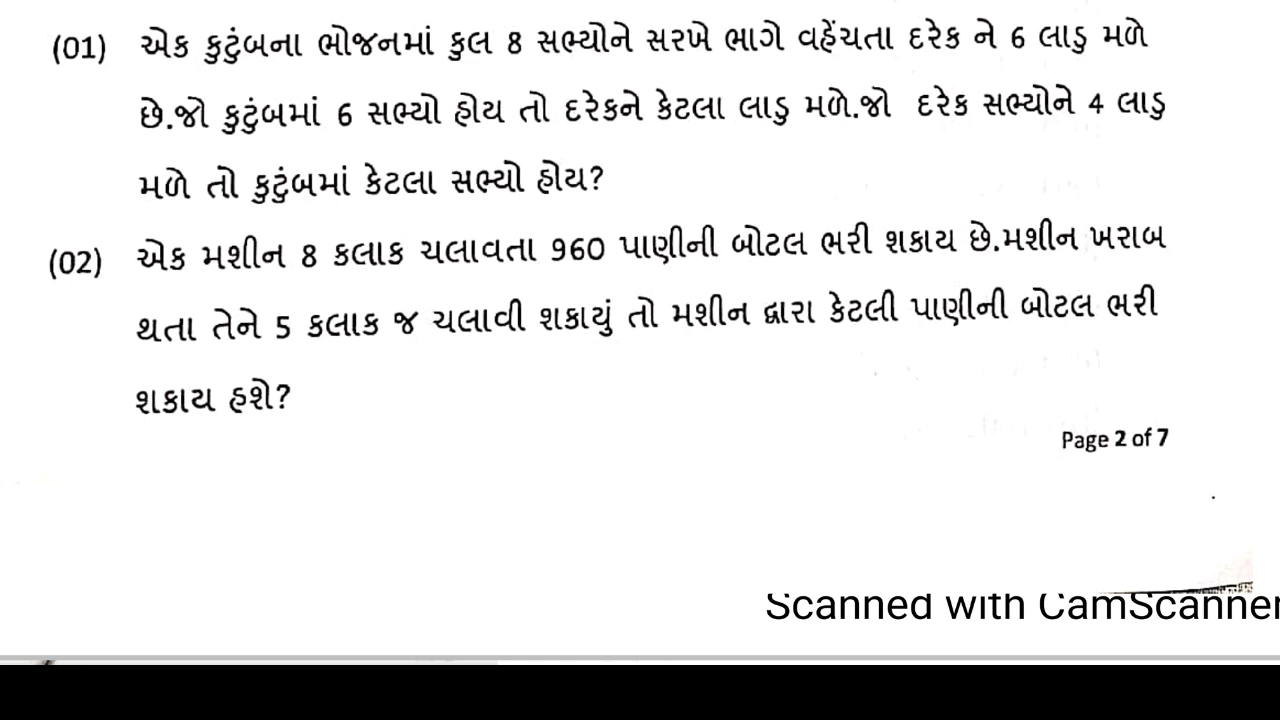 (01) એક કુટુંબના ભોજનમાં કુલ 8 સભ્યોને સરખે ભાગે વહેંચતા દરેક ને 6 લાડુ મળે
છે.જો કુટુંબમાં 6 સભ્યો હોય તો દરેકને કેટલા લાડુ મળે.જો દરેક સભ્યોને 4 લાડુ
મળે તો કુટુંબમાં કેટલા સભ્યો હોય?
(02) એક મશીન 8 કલાક ચલાવતા 960 પાણીની બોટલ ભરી શકાય છે.મશીન ખરાબ
થતા તેને 5 કલાક જ ચલાવી શકાયું તો મશીન દ્વારા કેટલી પાણીની બોટલ ભરી
શકાય હશે?
Page 2 of 7
Scanned with CamScanner